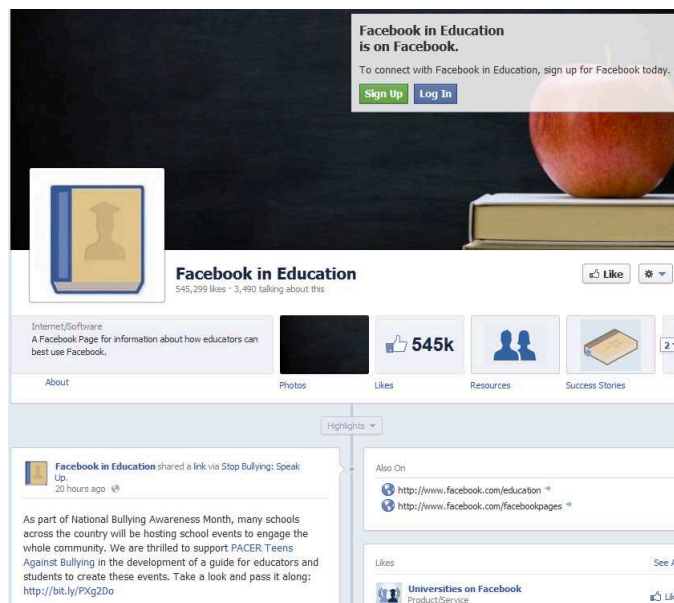 Facebook in Education
is on Facebook.
To connect with Facebook in Education, sign up for Facebook today.
Sign Up Log In
Facebook in Education
545,299 likes · 3,490 talking about this
Like
Internet/Software
A Facebook Page for information about how educators can
best use Facebook.
545k
2
About
Photos
Likes
Resources
Success Stories
Highlights
Facebook in Education shared a link via Stop Bullying: Speak
Up.
20 hours ago
As part of National Bullying Awareness Month, many schools
across the country will be hosting school events to engage the
whole community. We are thrilled to support PACER Teens
Against Bullying in the development of a guide for educators and
students to create these events. Take a look and pass it along:
http://bit.ly/PXg2Do
Also On
http://www.facebook.com/education
http://www.facebook.com/facebookpages
Likes
See A
Universities on Facebook
Product/Service
Lik